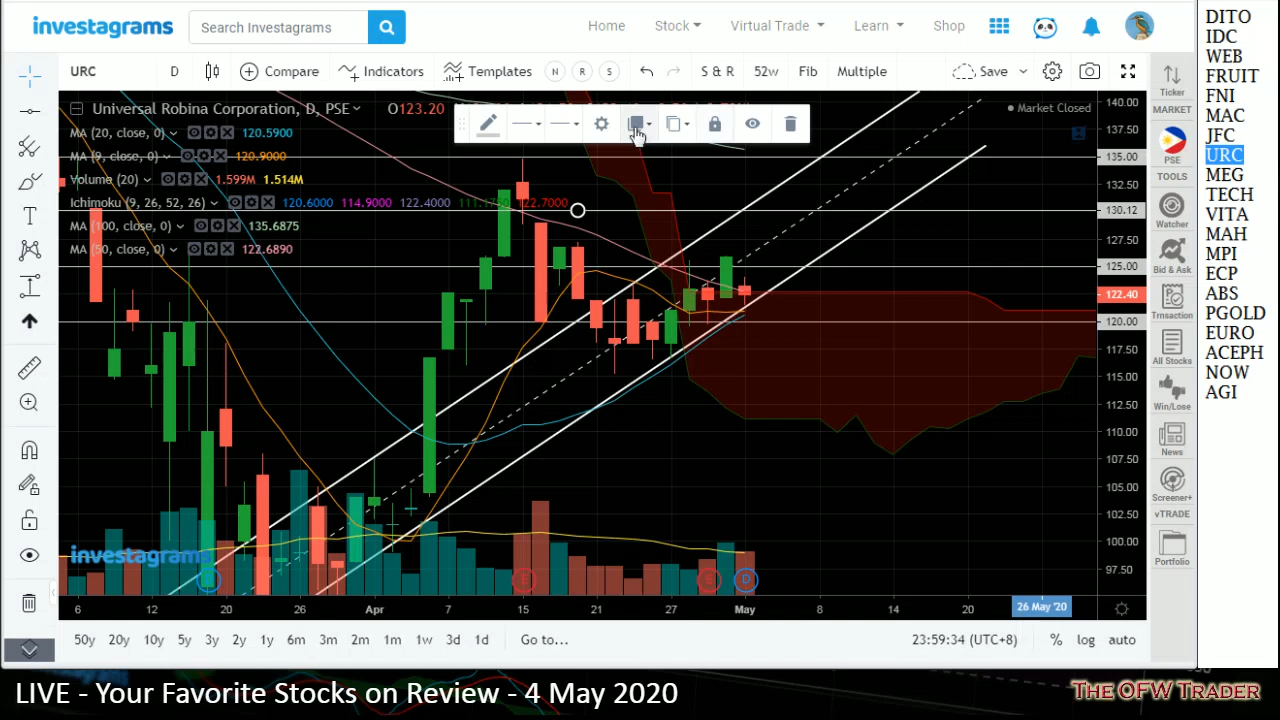 investagrams
Search Investagrams
Home
Stock
Virtual Trade
Learn
Shop
URC
D
Compare
Indicators
Templates
N
R
S
S & R
52w
Fib
Multiple
Save
Universal Robina Corporation, D, PSE
O123.20
Market Closed
MA (20, close, 0)
120.5900
MA (9, close, 0)
120.9000
Volume (20)
1.599M 1.514M
Ichimoku (9, 26, 52, 26)
120.6000
114.9000
122.4000
MA (100, close, 0)
135.6875
MA (50, close, 0)
122.6890
140.00
137.50
135.00
132.50
130.12
127.50
125.00
122.40
120.00
117.50
115.00
112.50
110.00
107.50
105.00
102.50
100.00
97.50
investagrams
E
E
D
6
12
20
26
Apr
7
15
21
27
May
8
14
20
26 May '20
50y
20y
10y
5y
3y
2y
1y
6m
3m
2m
1m
1w
3d
1d
Go to...
23:59:34 (UTC+8)
%
log
auto
Ticker
MARKET
PSE
TOOLS
Watcher
Bid & Ask
Trnsaction
All Stocks
Win/Lose
News
Screener+
vTRADE
Portfolio
DITO
IDC
WEB
FRUIT
FNI
MAC
JFC
URC
MEG
TECH
VITA
MAH
MPI
ECP
ABS
PGOLD
EURO
ACEPH
NOW
AGI
LIVE - Your Favorite Stocks on Review - 4 May 2020
THE OFW TRADER